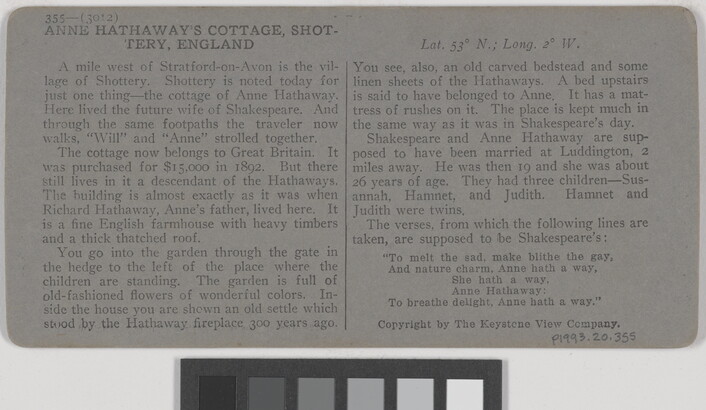 355—(3012)
ANNE HATHAWAY'S COTTAGE, SHOT-
TERY, ENGLAND
A mile west of Stratford-on-Avon is the vil-
lage of Shottery. Shottery is noted today for
just one thing—the cottage of Anne Hathaway.
Here lived the future wife of Shakespeare. And
through the same footpaths the traveler now
walks, "Will" and "Anne" strolled together.
The cottage now belongs to Great Britain. It
was purchased for $15,000 in 1892. But there
still lives in it a descendant of the Hathaways.
The building is almost exactly as it was when
Richard Hathaway, Anne's father, lived here. It
is a fine English farmhouse with heavy timbers
and a thick thatched roof.
You go into the garden through the gate in
the hedge to the left of the place where the
children are standing. The garden is full of
old-fashioned flowers of wonderful colors. In-
side the house you are shown an old settle which
stood by the Hathaway fireplace 300 years ago.
Lat. 53° N.; Long. 2° W.
You see, also, an old carved bedstead and some
linen sheets of the Hathaways. A bed upstairs
is said to have belonged to Anne. It has a mat-
tress of rushes on it. The place is kept much in
the same way as it was in Shakespeare's day.
Shakespeare and Anne Hathaway are sup-
posed to have been married at Luddington, 2
miles away. He was then 19 and she was about
26 years of age. They had three children—Sus-
annah, Hamnet, and Judith. Hamnet and
Judith were twins.
The verses, from which the following lines are
taken, are supposed to be Shakespeare's:
"To melt the sad, make blithe the gay,
And nature charm, Anne hath a way,
She hath a way,
Anne Hathaway:
To breathe delight, Anne hath a way."
Copyright by The Keystone View Company.
p1993.20.355